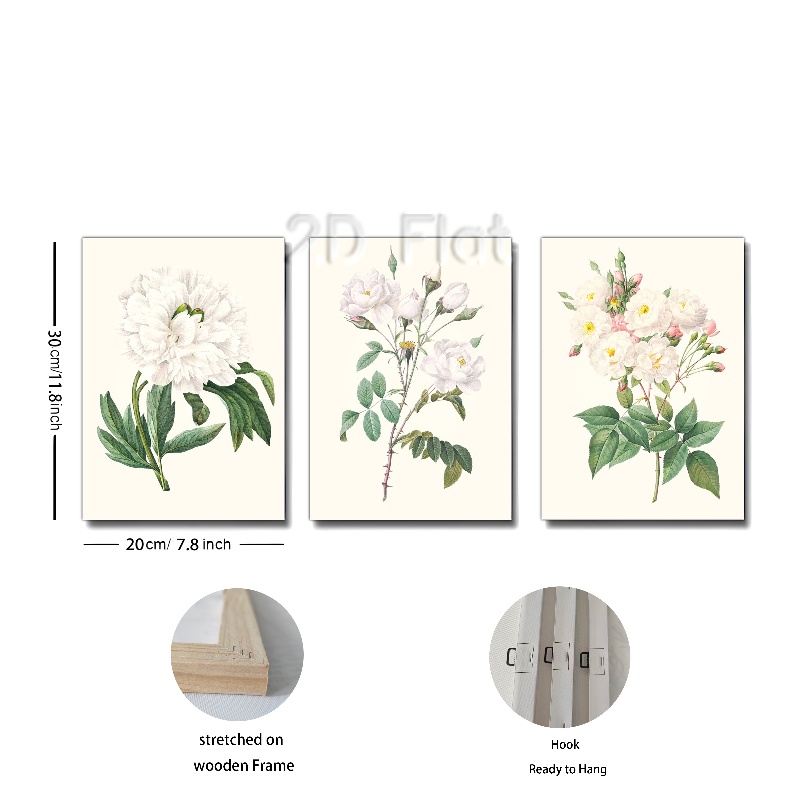 2D Flat
30cm/11.8inch
20cm/ 7.8 inch
stretched on
wooden Frame
Hook
Ready to Hang